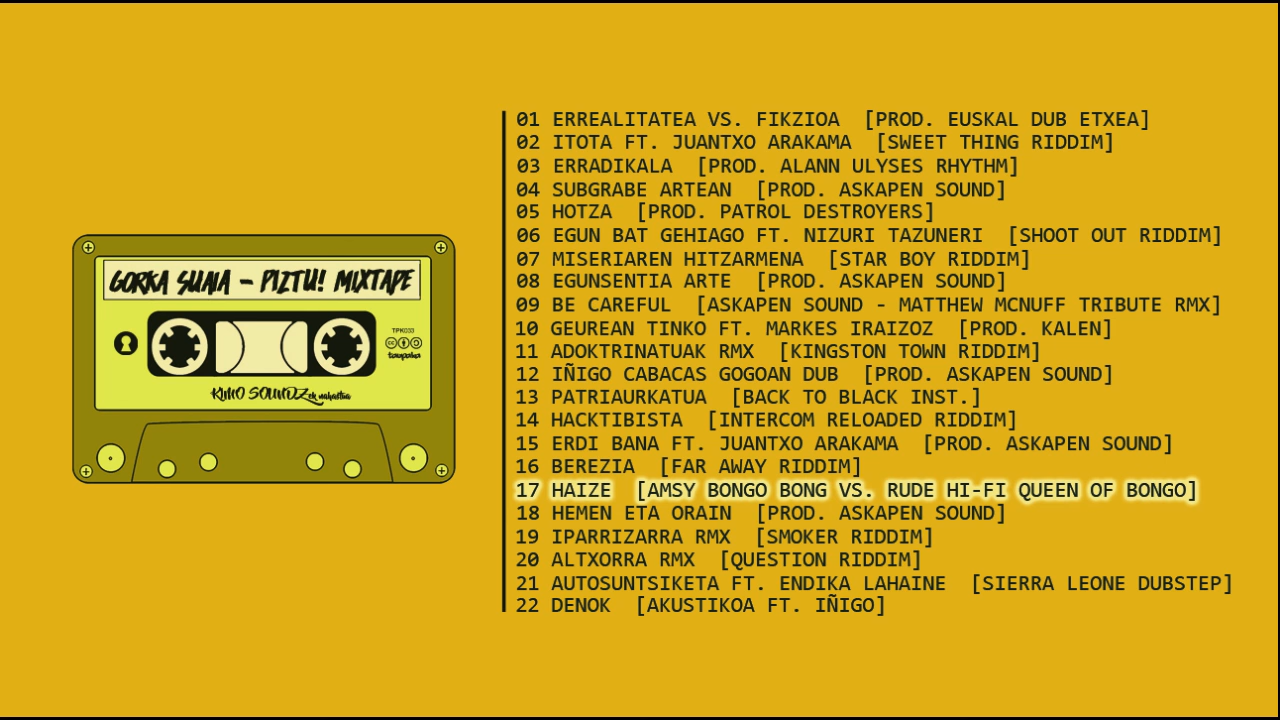 GORKA SUAIA - PIZTU! MIXTAPE
TPK033
cc
taupaka
KIMO SOUNDZek nahastua
01 ERREALITATEA VS. FIKZIOA [PROD. EUSKAL DUB ETXEA]
02 ITOTA FT. JUANTXO ARAKAMA [SWEET THING RIDDIM]
03 ERRADIKALA [PROD. ALANN ULYSES RHYTHM]
04 SUBGRABE ARTEAN [PROD. ASKAPEN SOUND]
05 HOTZA [PROD. PATROL DESTROYERS]
06 EGUN BAT GEHIAGO FT. NIZURI TAZUNERI [SHOOT OUT RIDDIM]
07 MISERIAREN HITZARMENA [STAR BOY RIDDIM]
08 EGUNSENTIA ARTE [PROD. ASKAPEN SOUND]
09 BE CAREFUL [ASKAPEN SOUND - MATTHEW MCNUFF TRIBUTE RMX]
10 GEUREAN TINKO FT. MARKES IRAIZOZ [PROD. KALEN]
11 ADOKTRINATUAK RMX [KINGSTON TOWN RIDDIM]
12 IÑIGO CABACAS GOGOAN DUB [PROD. ASKAPEN SOUND]
13 PATRIAURKATUA [BACK TO BLACK INST.]
14 HACKTIBISTA [INTERCOM RELOADED RIDDIM]
15 ERDI BANA FT. JUANTXO ARAKAMA [PROD. ASKAPEN SOUND]
16 BEREZIA [FAR AWAY RIDDIM]
17 HAIZE [AMSY BONGO BONG VS. RUDE HI-FI QUEEN OF BONGO]
18 HEMEN ETA ORAIN [PROD. ASKAPEN SOUND]
19 IPARRIZARRA RMX [SMOKER RIDDIM]
20 ALTXORRA RMX [QUESTION RIDDIM]
21 AUTOSUNTSIKETA FT. ENDIKA LAHAINE [SIERRA LEONE DUBSTEP]
22 DENOK [AKUSTIKOA FT. IÑIGO]